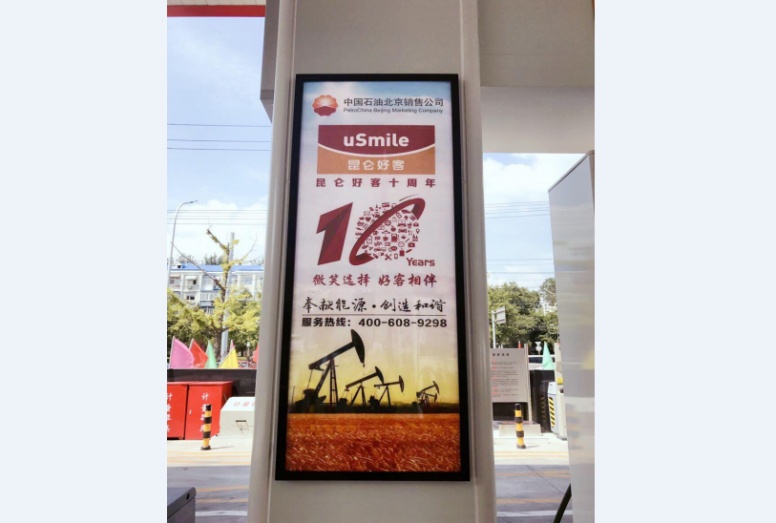 中国石油北京销售公司
PetroChina Beijing Marketing Company
uSmile
昆仑好客
昆仑好客十周年
10
Years
微笑选择 好客相伴
奉献能源·创造和谐
服务热线：400-608-9298